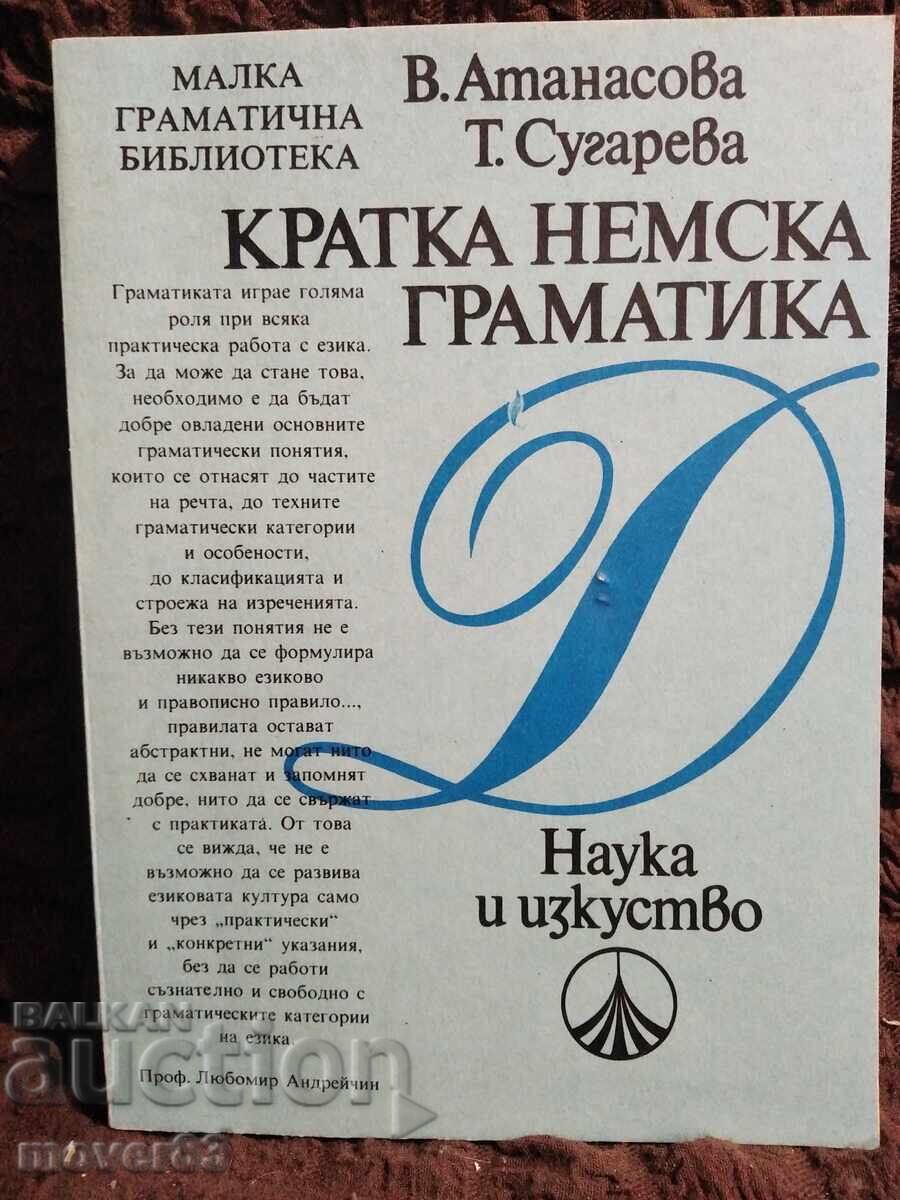 МАЛКА
ГРАМАТИЧНА
БИБЛИОТЕКА
В. Атанасова
Т. Сугарева
КРАТКА НЕМСКА
ГРАМАТИКА
Граматиката играе голяма
роля при всяка
практическа работа с езика.
За да може да стане това,
необходимо е да бъдат
добре овладени основните
граматически понятия,
които се отнасят до частите
на речта, до техните
граматически категории
и особености,
до класификацията и
строежа на изреченията.
Без тези понятия не е
възможно да се формулира
никакво езиково
и правописно правило...,
правилата остават
абстрактни, не могат нито
да се схванат и запомнят
добре, нито да се свържат
с практиката. От това
се вижда, че не е
възможно да се развива
езиковата култура само
чрез „практически“
и „конкретни“ указания,
без да се работи
съзнателно и свободно с
граматическите категории
на езика.
Проф. Любомир Андрейчин
D
Наука
и изкуство
BALKAN
auction
mover63